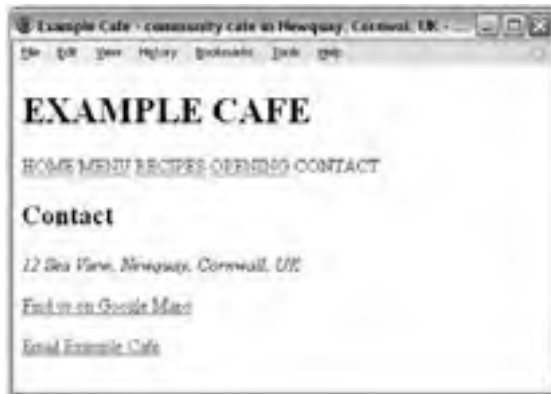 Example Cafe - community cafe in Newquay, Cornwall, UK - ...
File Edit View History Bookmarks Tools Help
EXAMPLE CAFE
HOME MENU RECIPES OPENING CONTACT
Contact
12 Sea View, Newquay, Cornwall, UK
Find us on Google Maps
Email Example Cafe